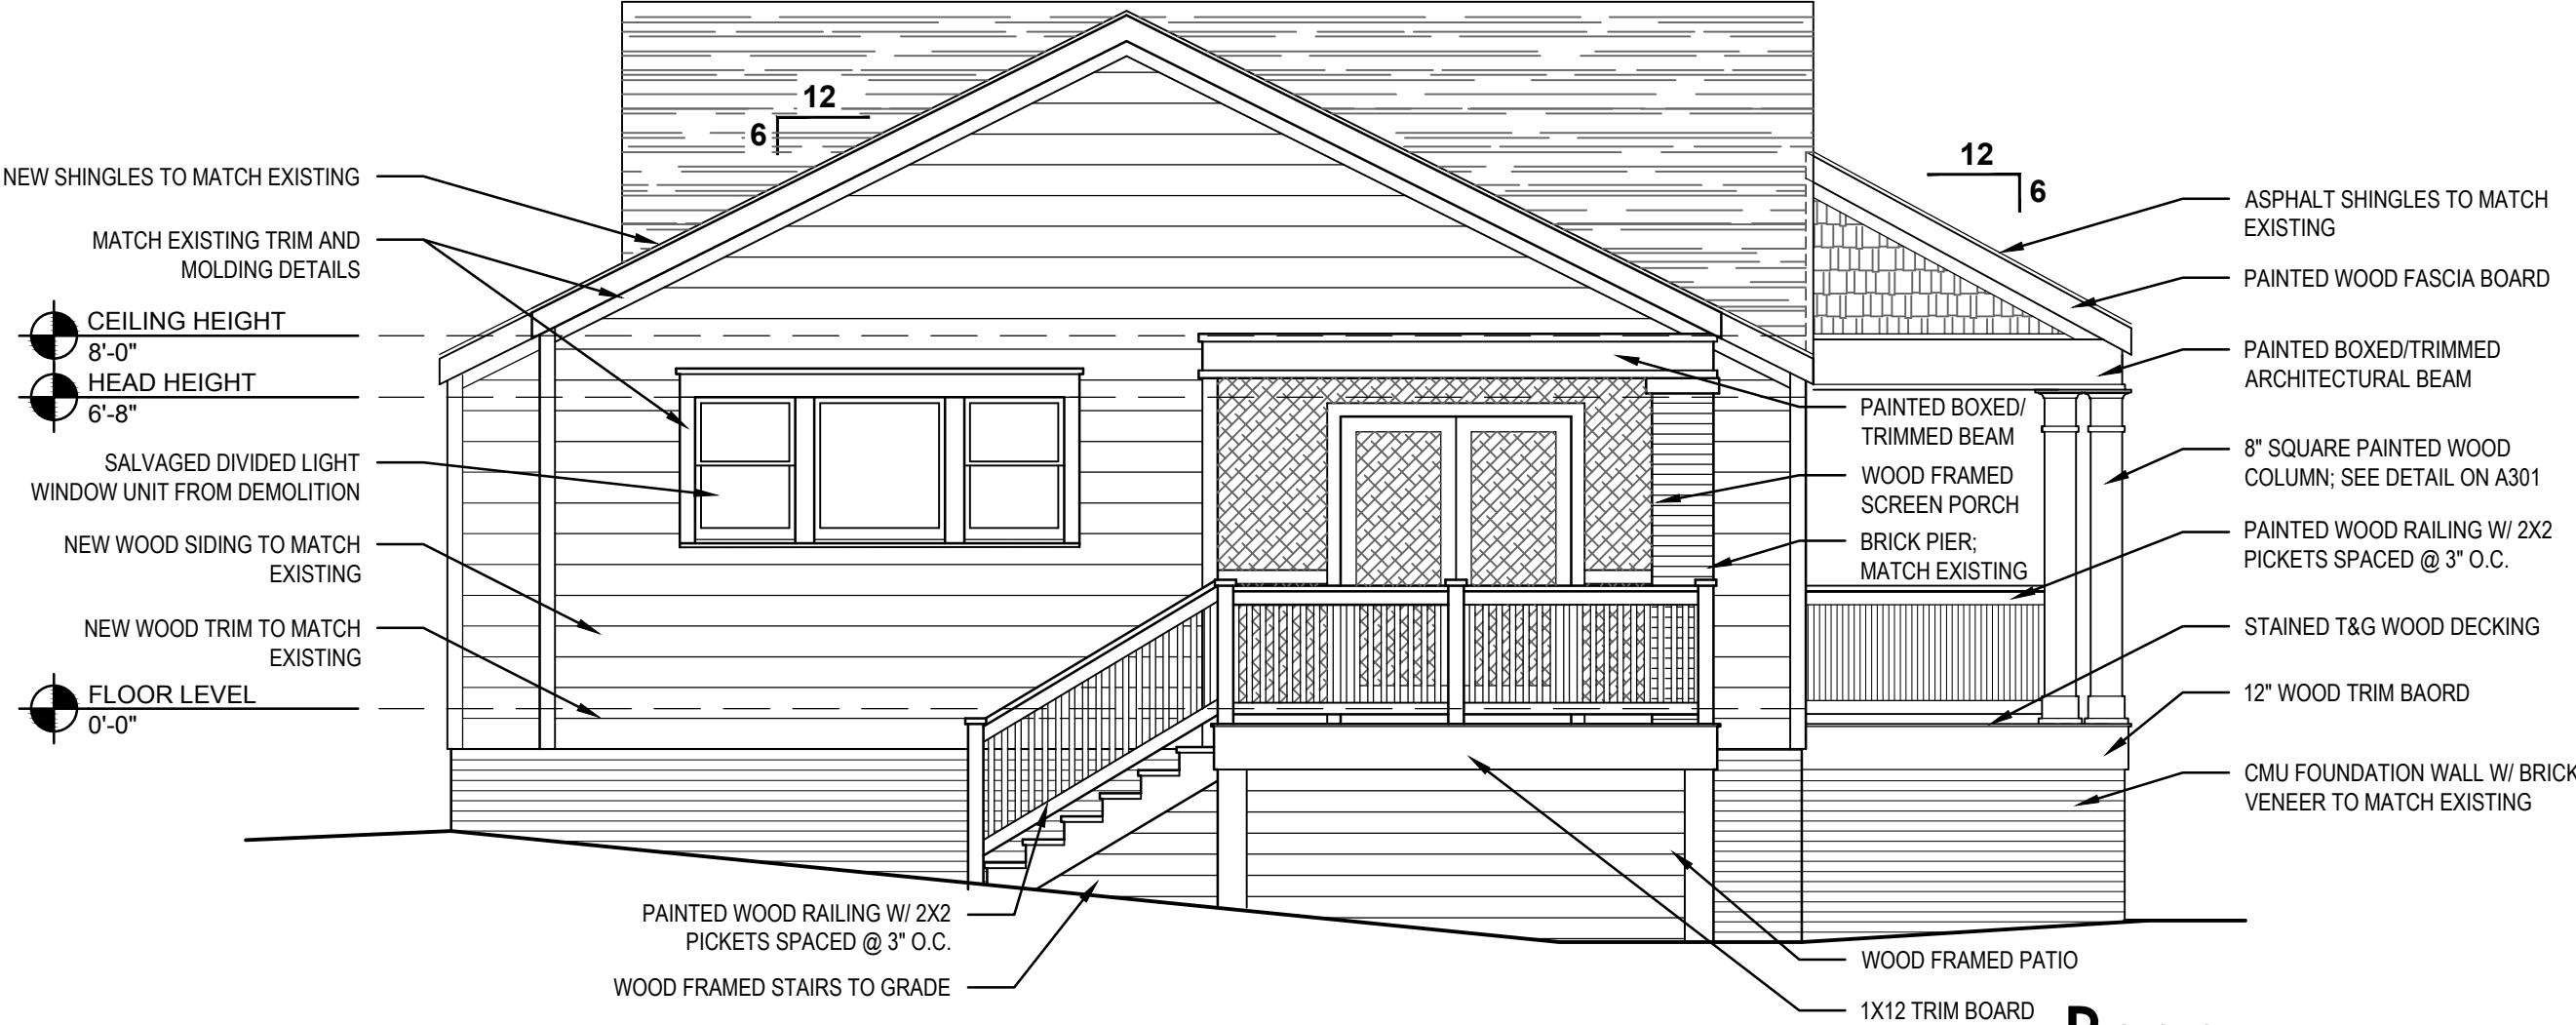 12
6
12
6
NEW SHINGLES TO MATCH EXISTING
MATCH EXISTING TRIM AND
MOLDING DETAILS
CEILING HEIGHT
8'-0"
HEAD HEIGHT
6'-8"
SALVAGED DIVIDED LIGHT
WINDOW UNIT FROM DEMOLITION
NEW WOOD SIDING TO MATCH
EXISTING
NEW WOOD TRIM TO MATCH
EXISTING
FLOOR LEVEL
0'-0"
PAINTED WOOD RAILING W/ 2X2
PICKETS SPACED @ 3" O.C.
WOOD FRAMED STAIRS TO GRADE
PAINTED BOXED/
TRIMMED BEAM
WOOD FRAMED
SCREEN PORCH
BRICK PIER;
MATCH EXISTING
WOOD FRAMED PATIO
1X12 TRIM BOARD
ASPHALT SHINGLES TO MATCH
EXISTING
PAINTED WOOD FASCIA BOARD
PAINTED BOXED/TRIMMED
ARCHITECTURAL BEAM
8" SQUARE PAINTED WOOD
COLUMN; SEE DETAIL ON A301
PAINTED WOOD RAILING W/ 2X2
PICKETS SPACED @ 3" O.C.
STAINED T&G WOOD DECKING
12" WOOD TRIM BAORD
CMU FOUNDATION WALL W/ BRICK
VENEER TO MATCH EXISTING